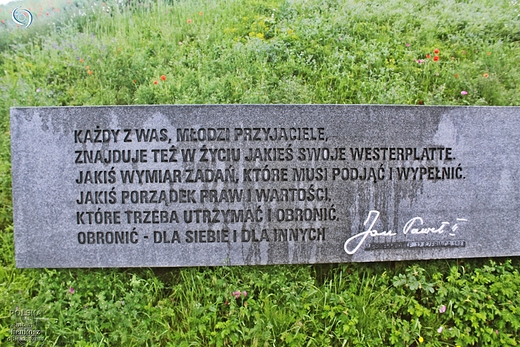 KAŻDY Z WAS, MŁODZI PRZYJACIELE,
ZNAJDUJE TEŻ W ŻYCIU JAKIEŚ SWOJE WESTERPLATTE.
JAKIŚ WYMIAR ZADAŃ, KTÓRE MUSI PODJĄĆ I WYPEŁNIĆ.
JAKIŚ PORZĄDEK PRAW I WARTOŚCI,
KTÓRE TRZEBA UTRZYMAĆ I OBRONIĆ.
OBRONIĆ - DLA SIEBIE I DLA INNYCH
Jan Paweł II